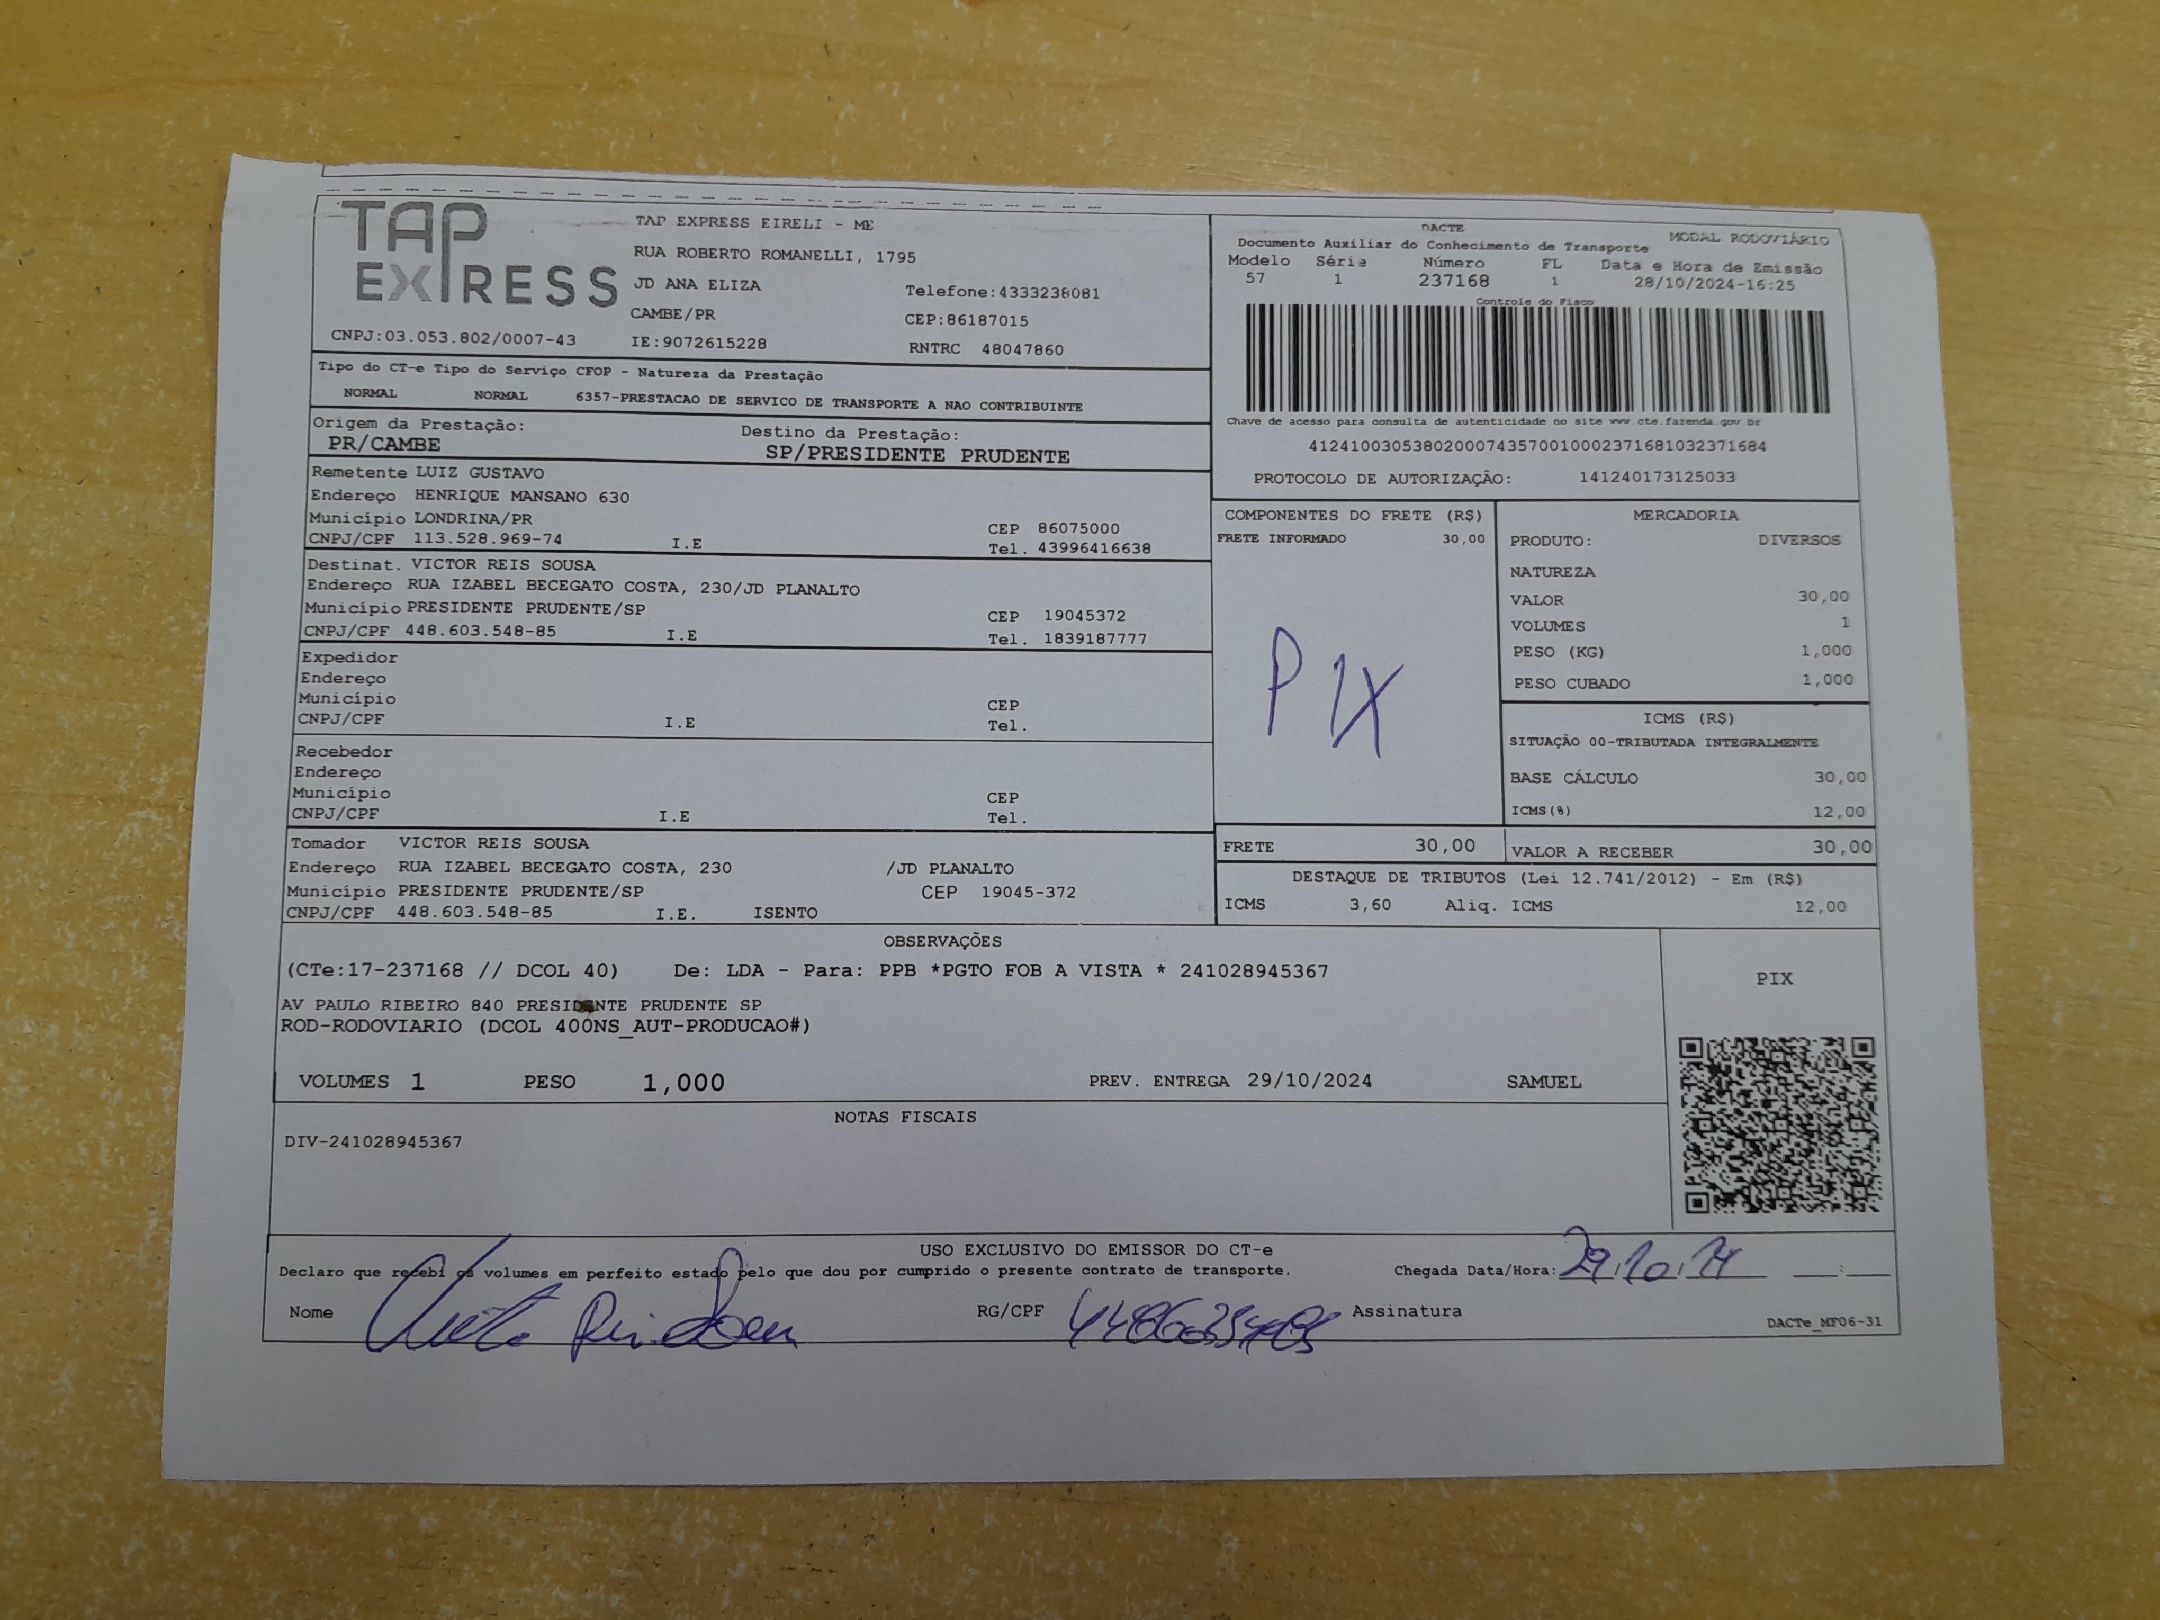 TAP EXPRESS
TAP EXPRESS EIRELI - ME
RUA ROBERTO ROMANELLI, 1795
JD ANA ELIZA
Telefone:4333238081
CAMBE/PR
CEP:86187015
CNPJ:03.053.802/0007-43
IE:9072615228
RNTRC 48047860
DACTE
Documento Auxiliar do Conhecimento de Transporte
MODAL RODOVIÁRIO
Modelo Série Número FL Data e Hora de Emissão
57 1 237168 1 28/10/2024-16:25
Controle do Fisco
Chave de acesso para consulta de autenticidade no site www.cte.fazenda.gov.br
41241003053802000743570010002371681032371684
PROTOCOLO DE AUTORIZAÇÃO: 141240173125033
Tipo do CT-e Tipo do Serviço CFOP - Natureza da Prestação
NORMAL NORMAL 6357-PRESTACAO DE SERVICO DE TRANSPORTE A NAO CONTRIBUINTE
Origem da Prestação: Destino da Prestação:
PR/CAMBE SP/PRESIDENTE PRUDENTE
Remetente LUIZ GUSTAVO
Endereço HENRIQUE MANSANO 630
Município LONDRINA/PR CEP 86075000
CNPJ/CPF 113.528.969-74 I.E Tel. 43996416638
Destinat. VICTOR REIS SOUSA
Endereço RUA IZABEL BECEGATO COSTA, 230/JD PLANALTO
Município PRESIDENTE PRUDENTE/SP CEP 19045372
CNPJ/CPF 448.603.548-85 I.E Tel. 1839187777
Expedidor
Endereço
Município CEP
CNPJ/CPF I.E Tel.
Recebedor
Endereço
Município CEP
CNPJ/CPF I.E Tel.
Tomador VICTOR REIS SOUSA
Endereço RUA IZABEL BECEGATO COSTA, 230 /JD PLANALTO
Município PRESIDENTE PRUDENTE/SP CEP 19045-372
CNPJ/CPF 448.603.548-85 I.E. ISENTO
COMPONENTES DO FRETE (R$)
FRETE INFORMADO 30,00
PIX
MERCADORIA
PRODUTO: DIVERSOS
NATUREZA
VALOR 30,00
VOLUMES 1
PESO (KG) 1,000
PESO CUBADO 1,000
ICMS (R$)
SITUAÇÃO 00-TRIBUTADA INTEGRALMENTE
BASE CÁLCULO 30,00
ICMS(%) 12,00
FRETE 30,00 VALOR A RECEBER 30,00
DESTAQUE DE TRIBUTOS (Lei 12.741/2012) - Em (R$)
ICMS 3,60 Aliq. ICMS 12,00
OBSERVAÇÕES
(CTe:17-237168 // DCOL 40) De: LDA - Para: PPB *PGTO FOB A VISTA * 241028945367
AV PAULO RIBEIRO 840 PRESIDENTE PRUDENTE SP
ROD-RODOVIARIO (DCOL 400NS_AUT-PRODUCAO#)
VOLUMES 1 PESO 1,000 PREV. ENTREGA 29/10/2024 SAMUEL
PIX
NOTAS FISCAIS
DIV-241028945367
USO EXCLUSIVO DO EMISSOR DO CT-e
Declaro que recebi os volumes em perfeito estado pelo que dou por cumprido o presente contrato de transporte. Chegada Data/Hora:
Nome RG/CPF Assinatura
DACTe_MF06-31